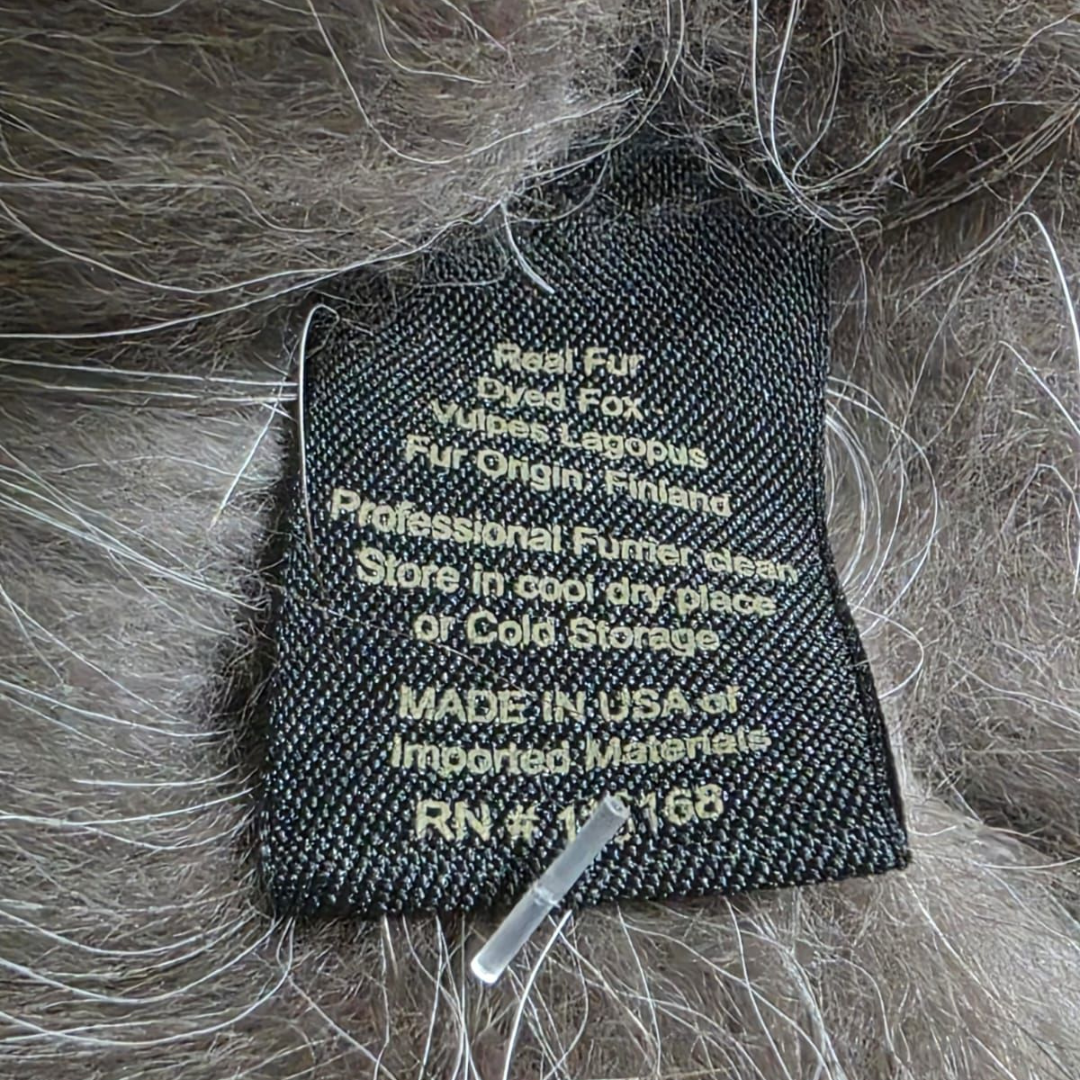 Real Fur
Dyed Fox -
Vulpes Lagopus
Fur Origin: Finland
Professional Furrier clean
Store in cool dry place
or Cold Storage
MADE IN USA of
Imported Materials
RN #